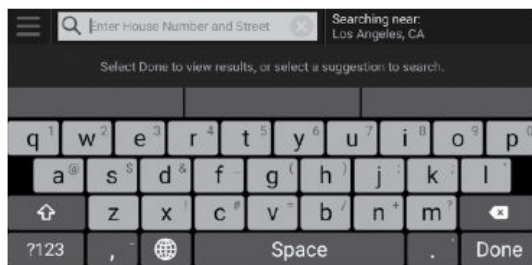 Enter House Number and Street
Searching near:
Los Angeles, CA
Select Done to view results, or select a suggestion to search.
q 1 w 2 e 3 r 4 t 5 y 6 u 7 i 8 o 9 p 0
a @ s $ d & f _ g ( h ) j : k ; l "
z x ! c # v = b / n + m ?
?123 , - Space . ' Done